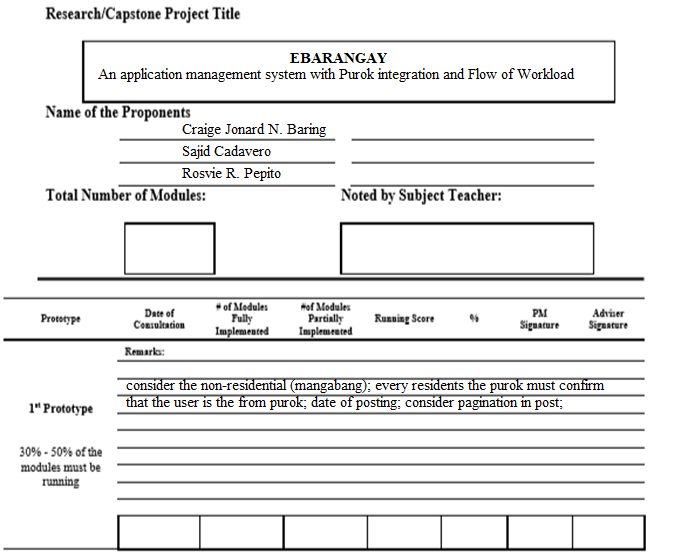 Research/Capstone Project Title
EBARANGAY
An application management system with Purok integration and Flow of Workload
Name of the Proponents
Craige Jonard N. Baring
Sajid Cadavero
Rosvie R. Pepito
Total Number of Modules:
Noted by Subject Teacher:
Prototype
Date of
Consultation
# of Modules
Fully
Implemented
#of Modules
Partially
Implemented
Running Score
%
PM
Signature
Adviser
Signature
Remarks:
consider the non-residential (mangabang); every residents the purok must confirm
that the user is the from purok; date of posting; consider pagination in post;
1st Prototype
30% - 50% of the
modules must be
running